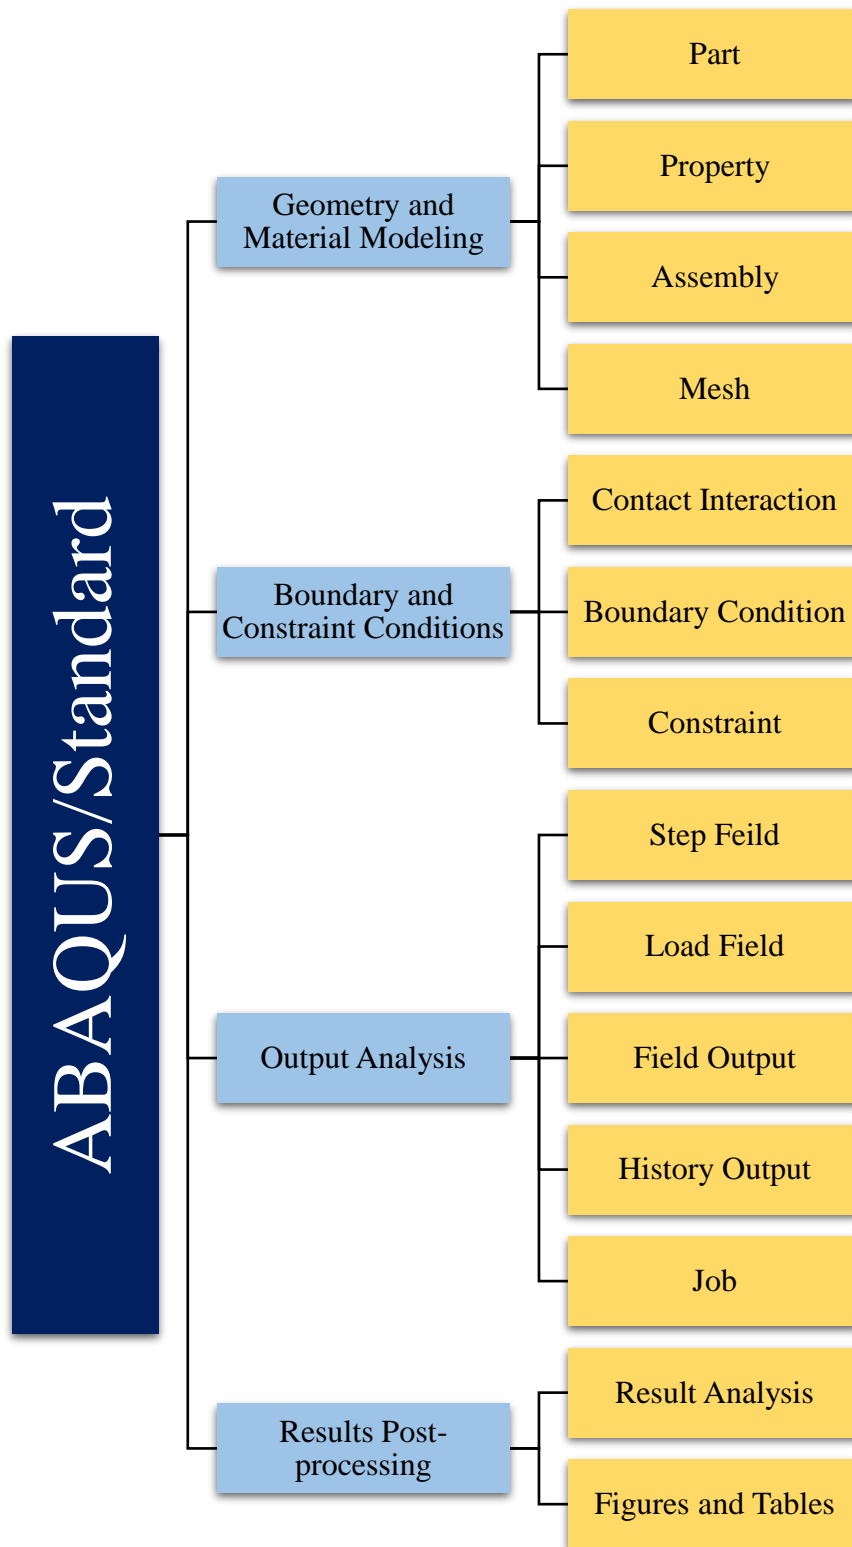 ABAQUS/Standard
Geometry and
Material Modeling
Part
Property
Assembly
Mesh
Boundary and
Constraint Conditions
Contact Interaction
Boundary Condition
Constraint
Output Analysis
Step Feild
Load Field
Field Output
History Output
Job
Results Post-
processing
Result Analysis
Figures and Tables